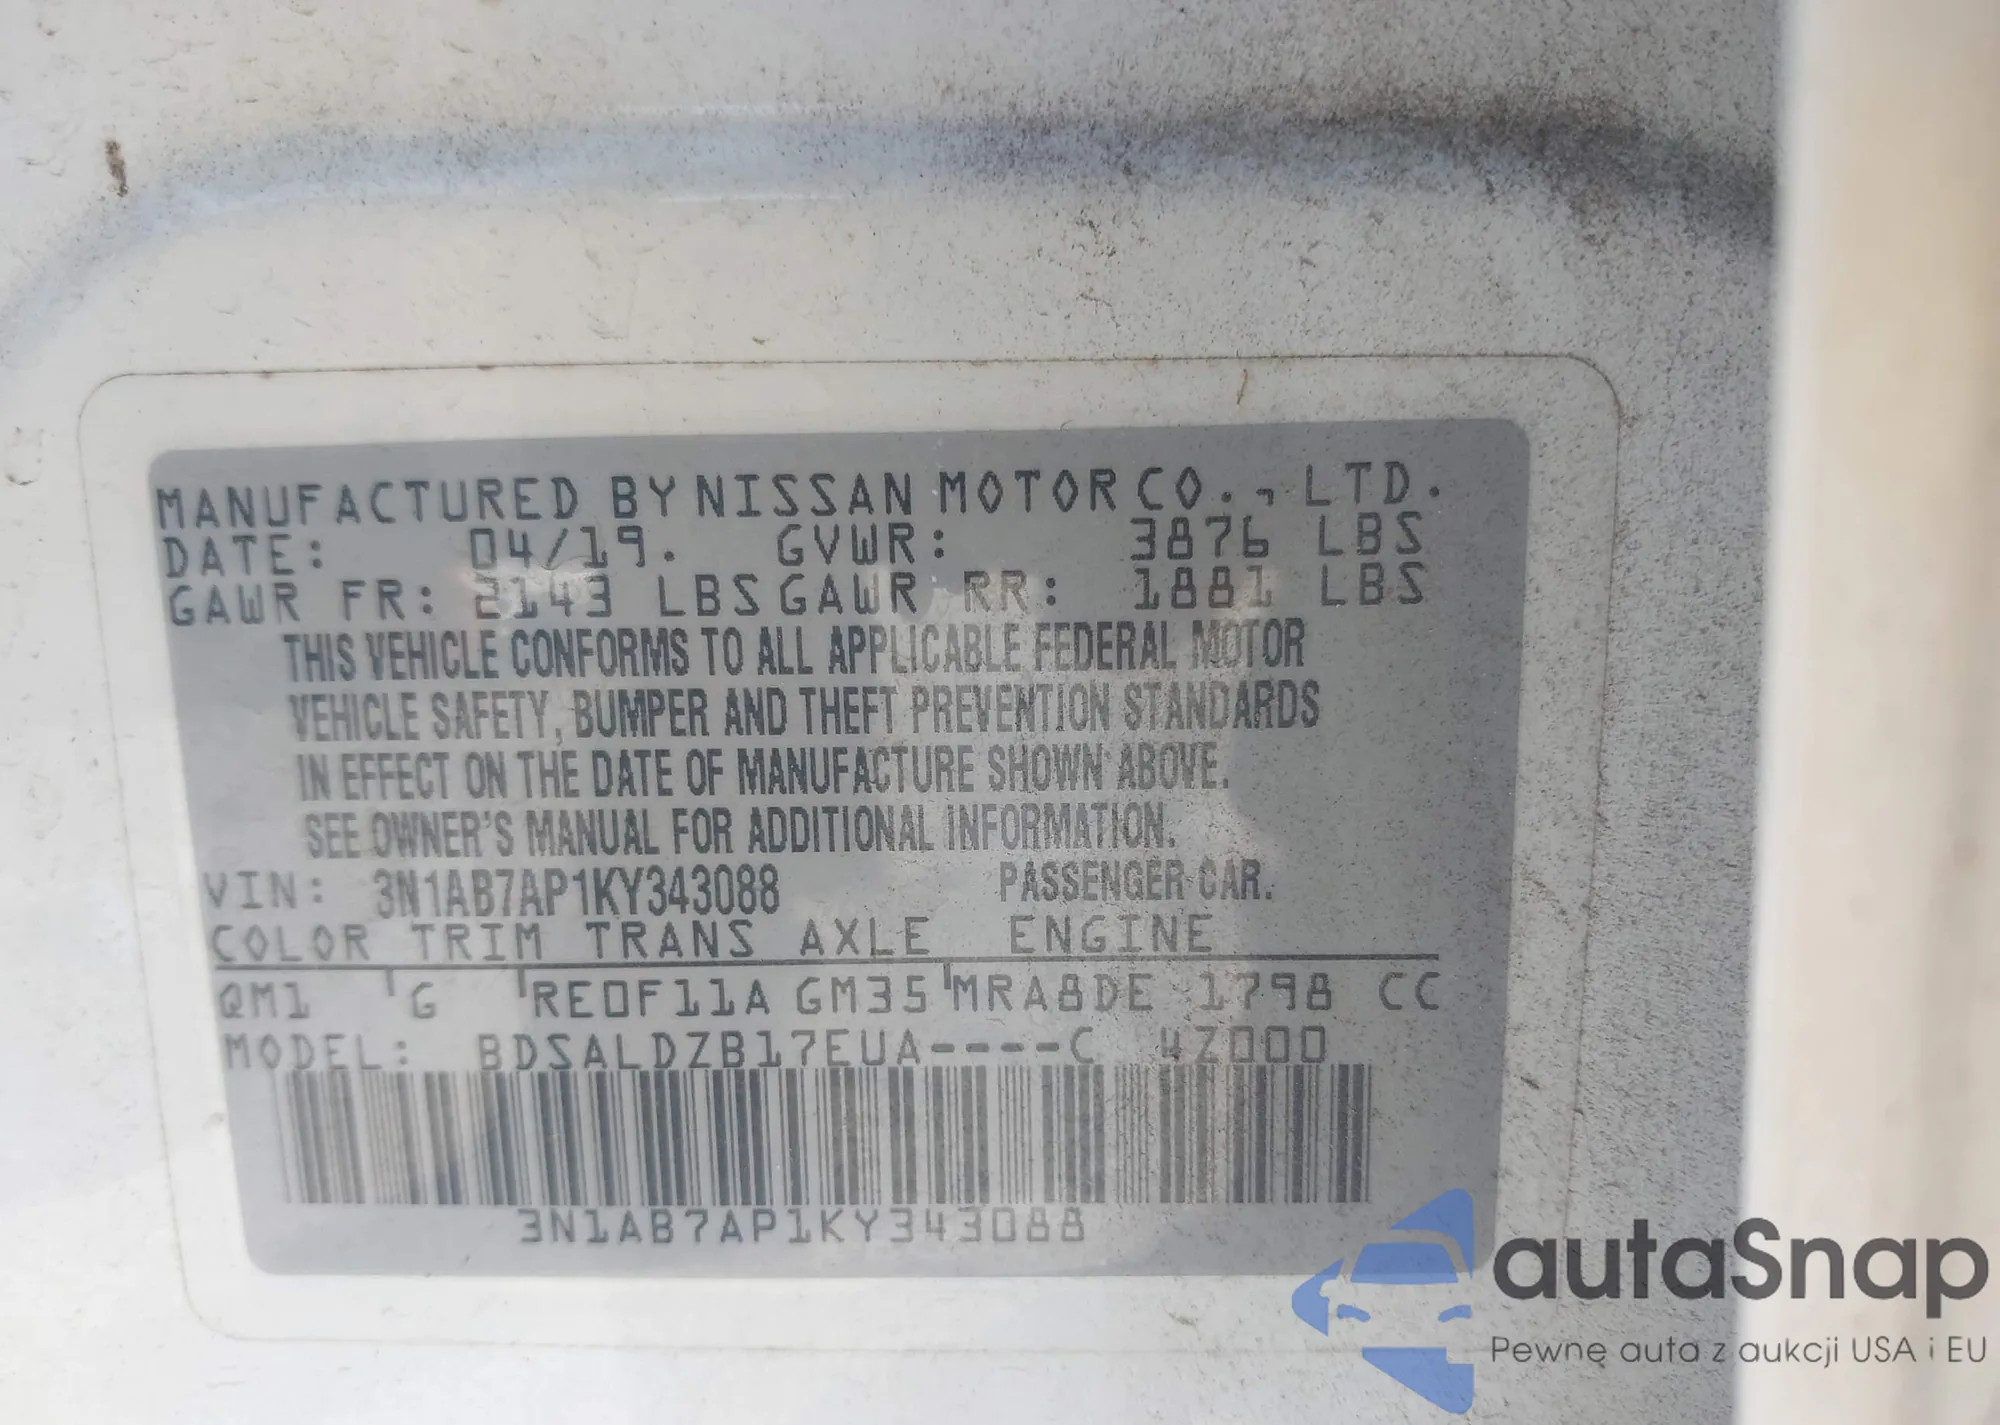 MANUFACTURED BY NISSAN MOTOR CO., LTD.
DATE: 04/19. GVWR: 3876 LBS
GAWR FR: 2143 LBS GAWR RR: 1881 LBS
THIS VEHICLE CONFORMS TO ALL APPLICABLE FEDERAL MOTOR
VEHICLE SAFETY, BUMPER AND THEFT PREVENTION STANDARDS
IN EFFECT ON THE DATE OF MANUFACTURE SHOWN ABOVE.
SEE OWNER'S MANUAL FOR ADDITIONAL INFORMATION.
VIN: 3N1AB7AP1KY343088 PASSENGER CAR.
COLOR TRIM TRANS AXLE ENGINE
QM1 G RE0F11A GM35 MRA8DE 1798 CC
MODEL: BDSALDZB17EUA----C 4Z000
3N1AB7AP1KY343088
autaSnap
Pewne auta z aukcji USA i EU